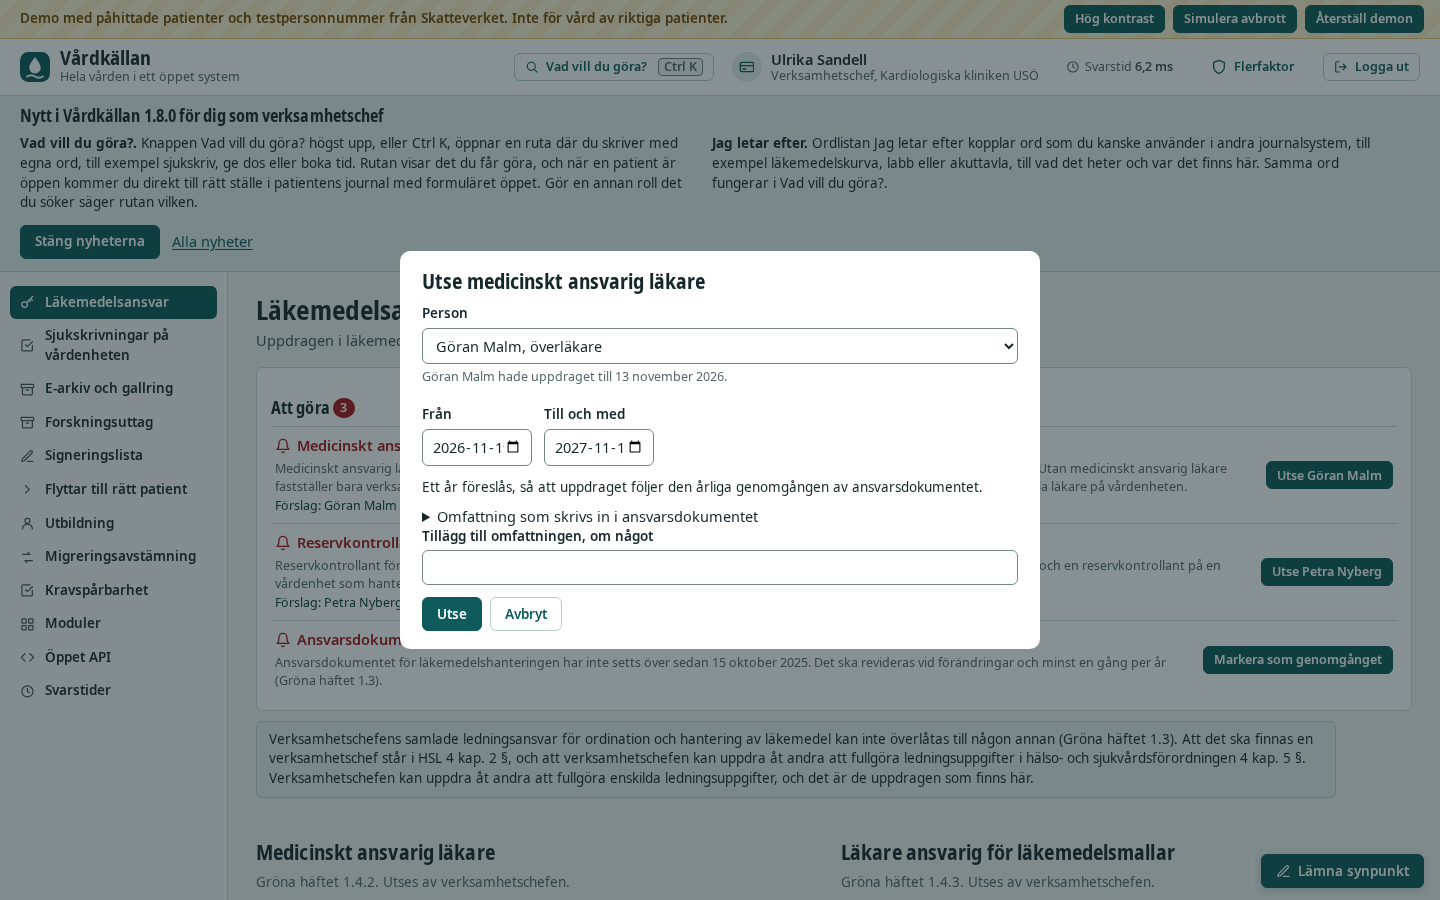 Demo med påhittade patienter och testpersonnummer från Skatteverket. Inte för vård av riktiga patienter.
Hög kontrast
Simulera avbrott
Återställ demon
Vårdkällan
Hela vården i ett öppet system
Vad vill du göra? Ctrl K
Ulrika Sandell
Verksamhetschef, Kardiologiska kliniken USÖ
Svarstid 6,2 ms
Flerfaktor
Logga ut
Nytt i Vårdkällan 1.8.0 för dig som verksamhetschef
Vad vill du göra?. Knappen Vad vill du göra? högst upp, eller Ctrl K, öppnar en ruta där du skriver med
egna ord, till exempel sjukskriv, ge dos eller boka tid. Rutan visar det du får göra, och när en patient är
öppen kommer du direkt till rätt ställe i patientens journal med formuläret öppet. Gör en annan roll det
du söker säger rutan vilken.
Jag letar efter. Ordlistan Jag letar efter kopplar ord som du kanske använder i andra journalsystem, till
exempel läkemedelskurva, labb eller akuttavla, till vad det heter och var det finns här. Samma ord
fungerar i Vad vill du göra?.
Stäng nyheterna
Alla nyheter
Läkemedelsansvar
Sjukskrivningar på
vårdenheten
E-arkiv och gallring
Forskningsuttag
Signeringslista
Flyttar till rätt patient
Utbildning
Migreringsavstämning
Kravspårbarhet
Moduler
Öppet API
Svarstider
Läkemedelsa
Uppdragen i läkemed
Att göra 3
Medicinskt ans
Medicinskt ansvarig lä
Utan medicinskt ansvarig läkare
fastställer bara verksa
a läkare på vårdenheten.
Förslag: Göran Malm
Utse Göran Malm
Reservkontroll
Reservkontrollant för
och en reservkontrollant på en
vårdenhet som hante
Förslag: Petra Nyberg
Utse Petra Nyberg
Ansvarsdokum
Ansvarsdokumentet för läkemedelshanteringen har inte setts över sedan 15 oktober 2025. Det ska revideras vid förändringar och minst en gång per år
(Gröna häftet 1.3).
Markera som genomgånget
Utse medicinskt ansvarig läkare
Person
Göran Malm, överläkare
Göran Malm hade uppdraget till 13 november 2026.
Från
Till och med
2026-11-1
2027-11-1
Ett år föreslås, så att uppdraget följer den årliga genomgången av ansvarsdokumentet.
Omfattning som skrivs in i ansvarsdokumentet
Tillägg till omfattningen, om något
Utse
Avbryt
Verksamhetschefens samlade ledningsansvar för ordination och hantering av läkemedel kan inte överlåtas till någon annan (Gröna häftet 1.3). Att det ska finnas en
verksamhetschef står i HSL 4 kap. 2 §, och att verksamhetschefen kan uppdra åt andra att fullgöra ledningsuppgifter i hälso- och sjukvårdsförordningen 4 kap. 5 §.
Verksamhetschefen kan uppdra åt andra att fullgöra enskilda ledningsuppgifter, och det är de uppdragen som finns här.
Medicinskt ansvarig läkare
Gröna häftet 1.4.2. Utses av verksamhetschefen.
Läkare ansvarig för läkemedelsmallar
Gröna häftet 1.4.3. Utses av verksamhetschefen.
Lämna synpunkt